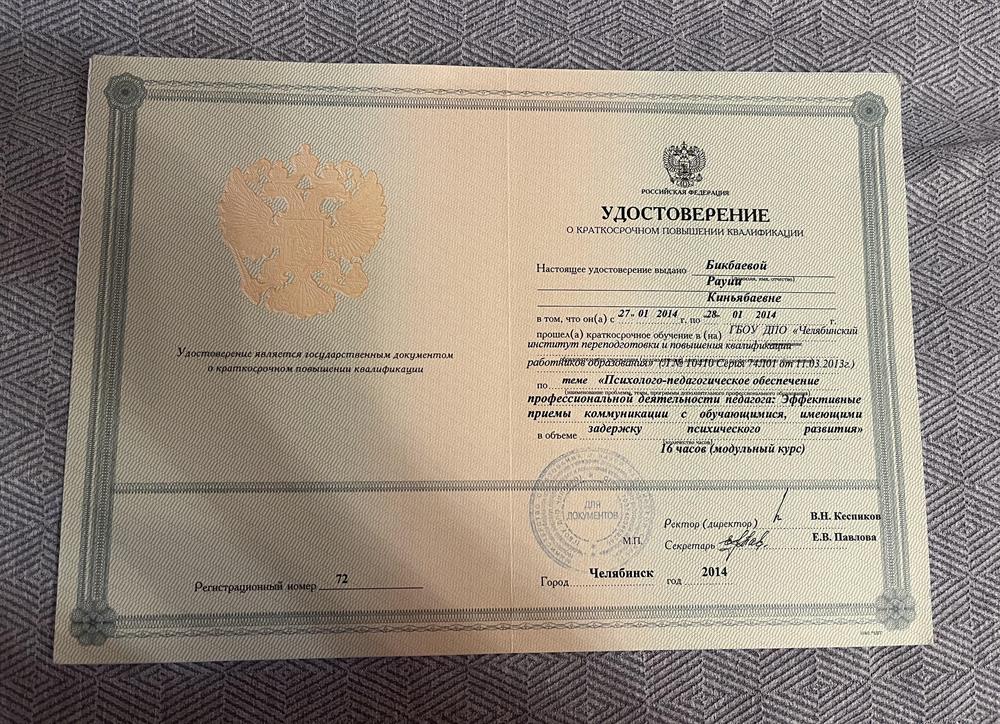 Удостоверение является государственным документом
о краткосрочном повышении квалификации
Регистрационный номер 72
РОССИЙСКАЯ ФЕДЕРАЦИЯ
УДОСТОВЕРЕНИЕ
О КРАТКОСРОЧНОМ ПОВЫШЕНИИ КВАЛИФИКАЦИИ
Настоящее удостоверение выдано Бикбаевой
Рауии
Киньябаевне
в том, что он(а) с 27 01 2014 г. по 28 01 2014 г.
прошел(а) краткосрочное обучение в (на) ГБОУ ДПО «Челябинский
институт переподготовки и повышения квалификации
работников образования» (Л.№ 10410 Серия 74Л01 от 11.03.2013г.)
по теме «Психолого-педагогическое обеспечение
профессиональной деятельности педагога: Эффективные
приемы коммуникации с обучающимися, имеющими
задержку психического развития»
в объеме
(количество часов)
16 часов (модульный курс)
ДЛЯ
ДОКУМЕНТОВ
М.П.
Ректор (директор) В.Н. Кеспиков
Секретарь Е.В. Павлова
Город Челябинск год 2014